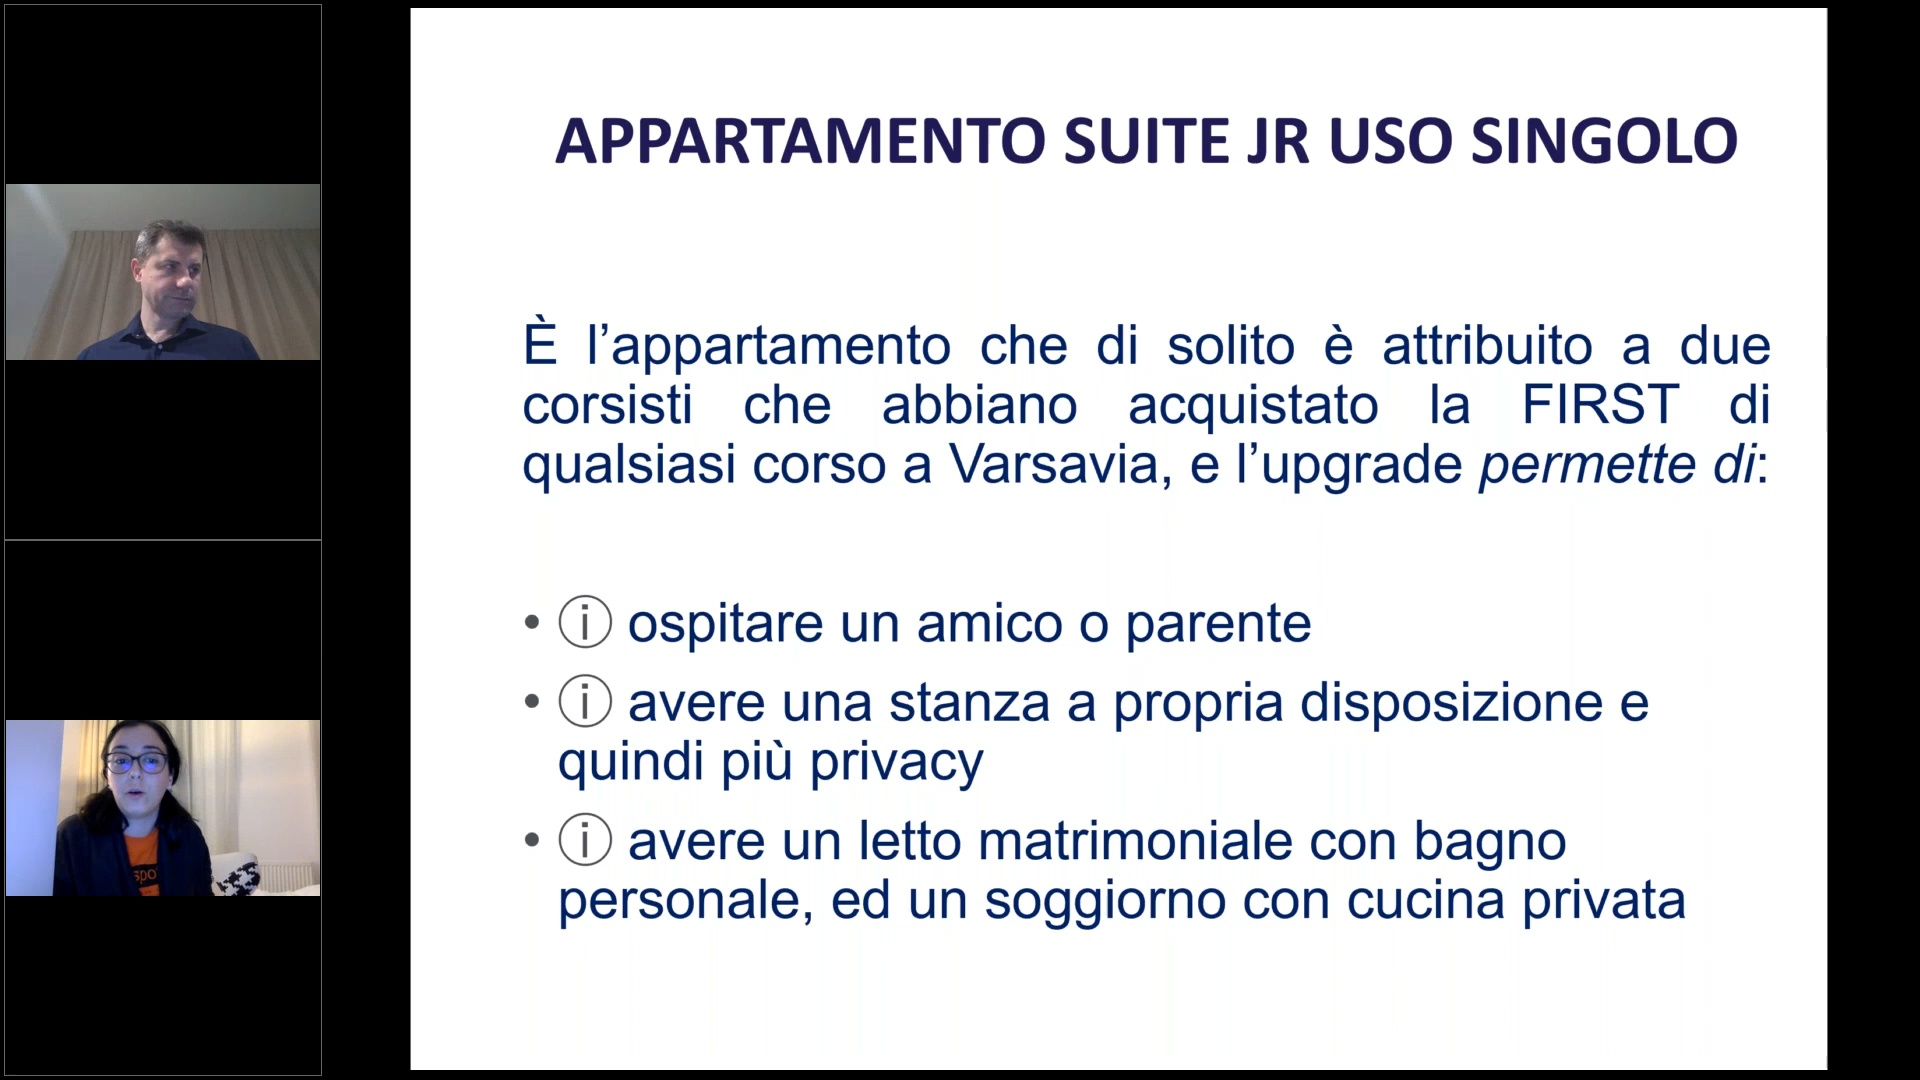 APPARTAMENTO SUITE JR USO SINGOLO
È l’appartamento che di solito è attribuito a due
corsisti che abbiano acquistato la FIRST di
qualsiasi corso a Varsavia, e l’upgrade permette di:
• ⓘ ospitare un amico o parente
• ⓘ avere una stanza a propria disposizione e
quindi più privacy
• ⓘ avere un letto matrimoniale con bagno
personale, ed un soggiorno con cucina privata